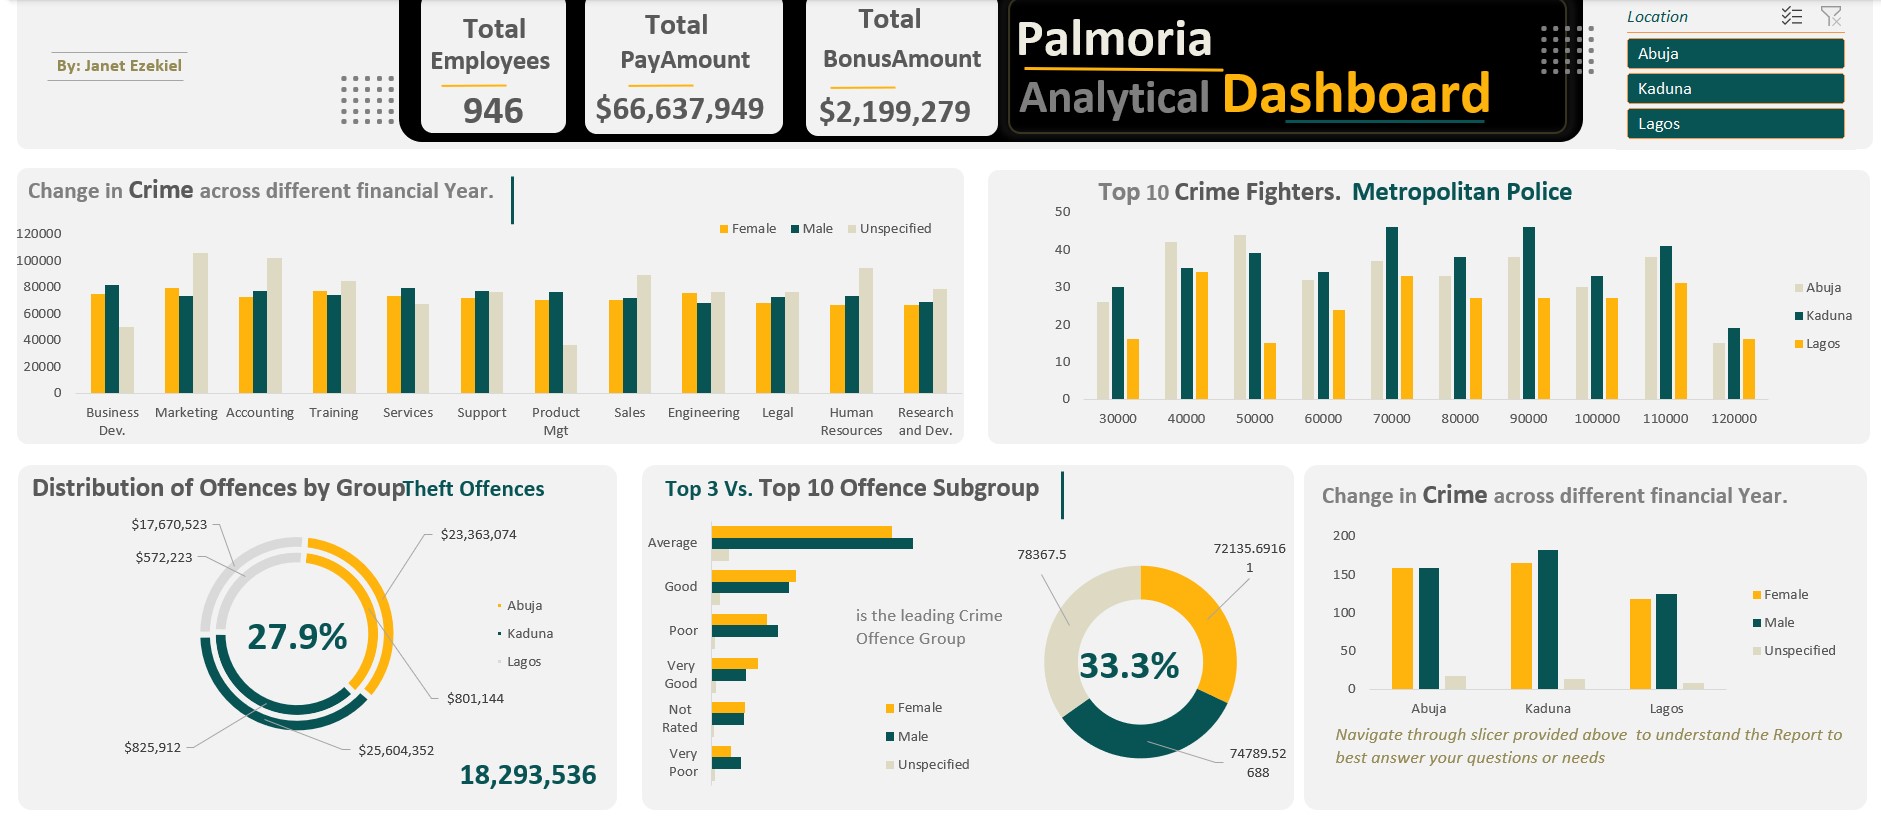 By: Janet Ezekiel
Total
Employees
946
Total
PayAmount
$66,637,949
Total
BonusAmount
$2,199,279
Palmoria
Analytical Dashboard
Location
Abuja
Kaduna
Lagos
Change in Crime across different financial Year.
Female Male Unspecified
120000
100000
80000
60000
40000
20000
0
Business Dev.
Marketing
Accounting
Training
Services
Support
Product Mgt
Sales
Engineering
Legal
Human Resources
Research and Dev.
Top 10 Crime Fighters. Metropolitan Police
50
40
30
20
10
0
30000 40000 50000 60000 70000 80000 90000 100000 110000 120000
Abuja
Kaduna
Lagos
Distribution of Offences by GroupTheft Offences
$17,670,523
$572,223
$23,363,074
27.9%
Abuja
Kaduna
Lagos
$801,144
$825,912
$25,604,352
18,293,536
Top 3 Vs. Top 10 Offence Subgroup
Average
Good
Poor
Very
Good
Not
Rated
Very
Poor
is the leading Crime
Offence Group
Female
Male
Unspecified
78367.5
72135.6916
1
33.3%
74789.52
688
Change in Crime across different financial Year.
200
150
100
50
0
Abuja Kaduna Lagos
Female
Male
Unspecified
Navigate through slicer provided above to understand the Report to
best answer your questions or needs